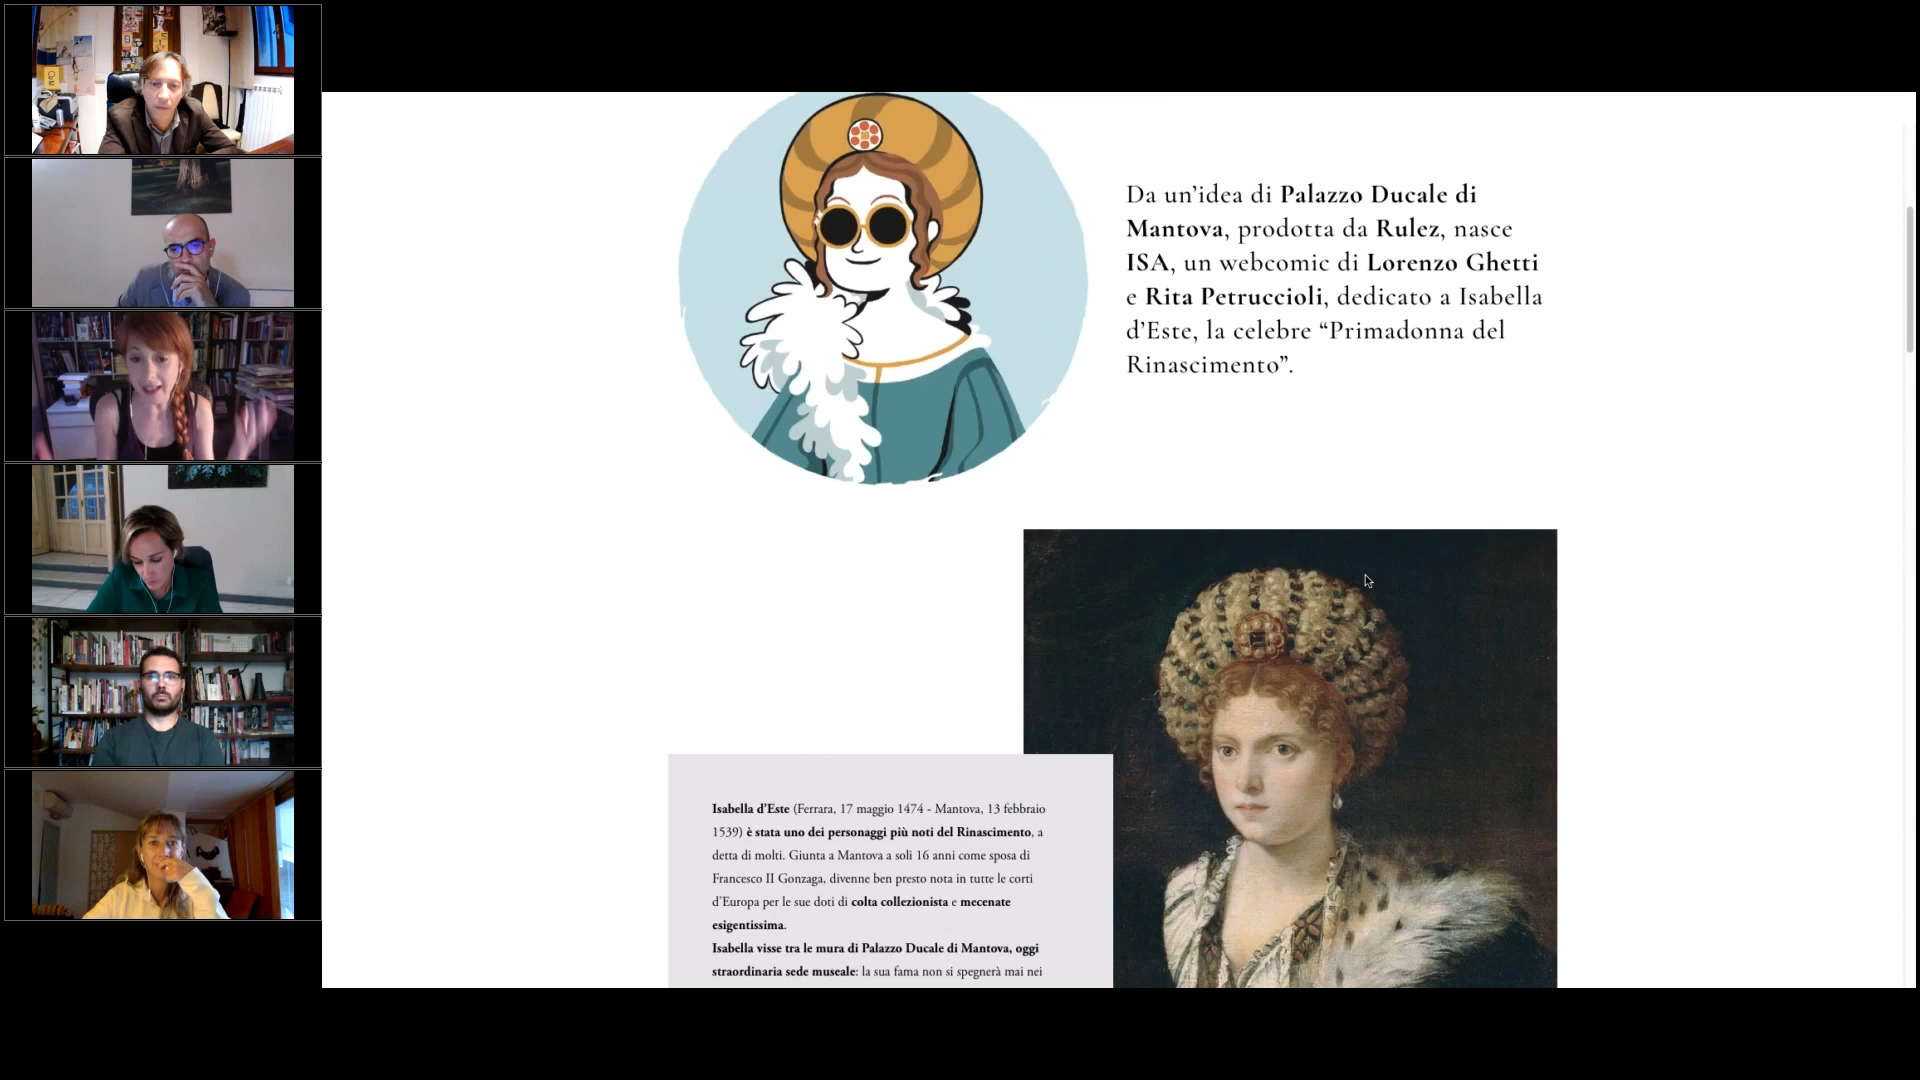 Da un’idea di Palazzo Ducale di
Mantova, prodotta da Rulez, nasce
ISA, un webcomic di Lorenzo Ghetti
e Rita Petruccioli, dedicato a Isabella
d’Este, la celebre “Primadonna del
Rinascimento”.
Isabella d’Este (Ferrara, 17 maggio 1474 - Mantova, 13 febbraio
1539) è stata uno dei personaggi più noti del Rinascimento, a
detta di molti. Giunta a Mantova a soli 16 anni come sposa di
Francesco II Gonzaga, divenne ben presto nota in tutte le corti
d’Europa per le sue doti di colta collezionista e mecenate
esigentissima.
Isabella visse tra le mura di Palazzo Ducale di Mantova, oggi
straordinaria sede museale: la sua fama non si spegnerà mai nei